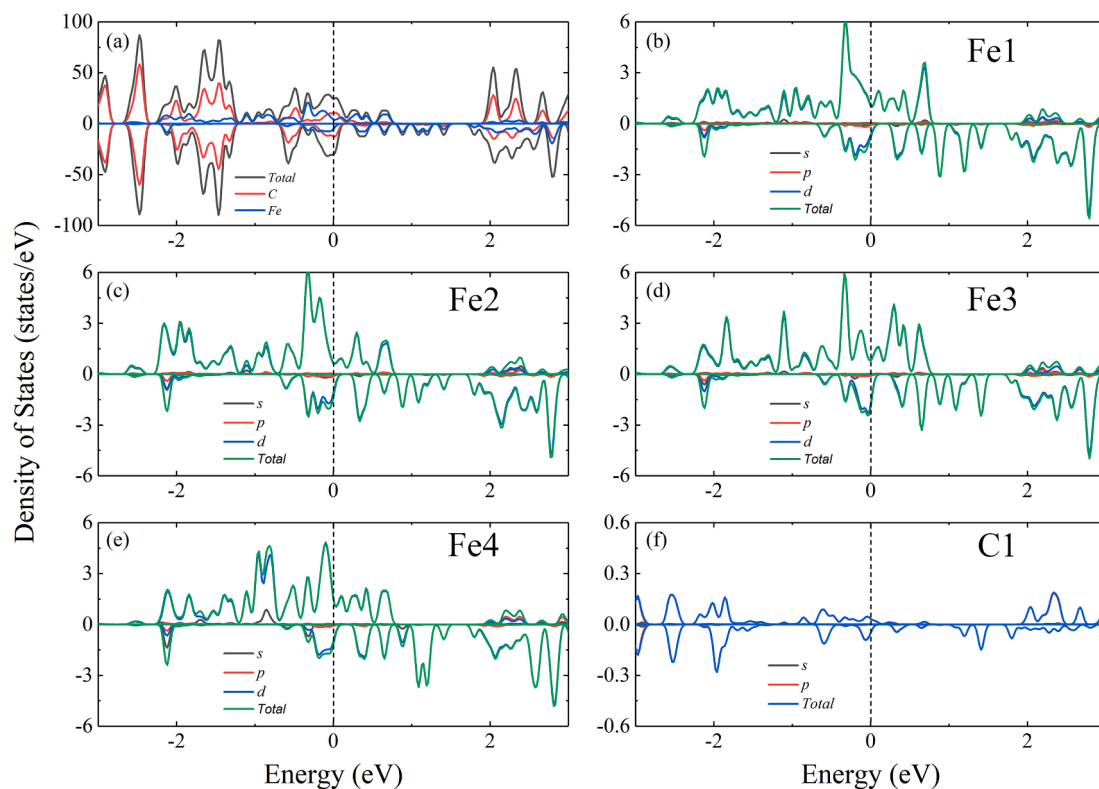 Density of States (states/eV)
(a)
100
50
0
-50
-100
Total
C
Fe
-2
0
2
(b)
Fe1
6
3
0
-3
-6
s
p
d
Total
-2
0
2
(c)
Fe2
6
3
0
-3
-6
s
p
d
Total
-2
0
2
(d)
Fe3
6
3
0
-3
-6
s
p
d
Total
-2
0
2
(e)
Fe4
6
3
0
-3
-6
s
p
d
Total
-2
0
2
Energy (eV)
(f)
C1
0.6
0.3
0.0
-0.3
-0.6
s
p
Total
-2
0
2
Energy (eV)